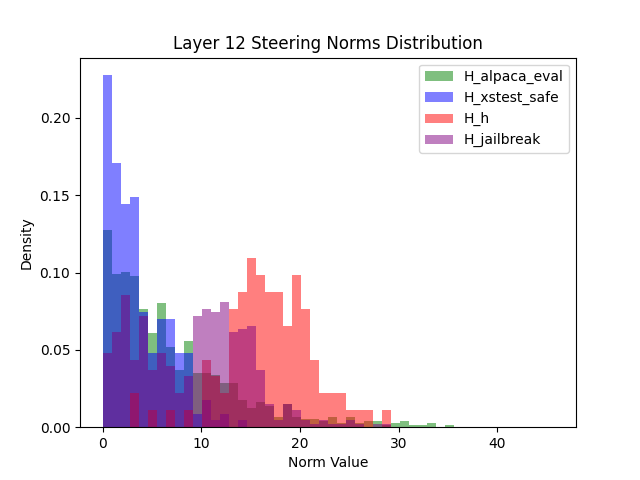 Layer 12 Steering Norms Distribution
H_alpaca_eval
H_xstest_safe
H_h
H_jailbreak
Density
0.20
0.15
0.10
0.05
0.00
0
10
20
30
40
Norm Value